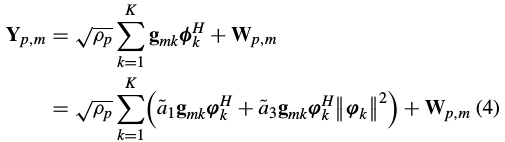 Y_{p,m} = √ρ_p ∑_{k=1}^{K} g_{mk} ϕ_k^H + W_{p,m}
= √ρ_p ∑_{k=1}^{K} ( ã_1 g_{mk} φ_k^H + ã_3 g_{mk} φ_k^H ‖φ_k‖^2 ) + W_{p,m} (4)